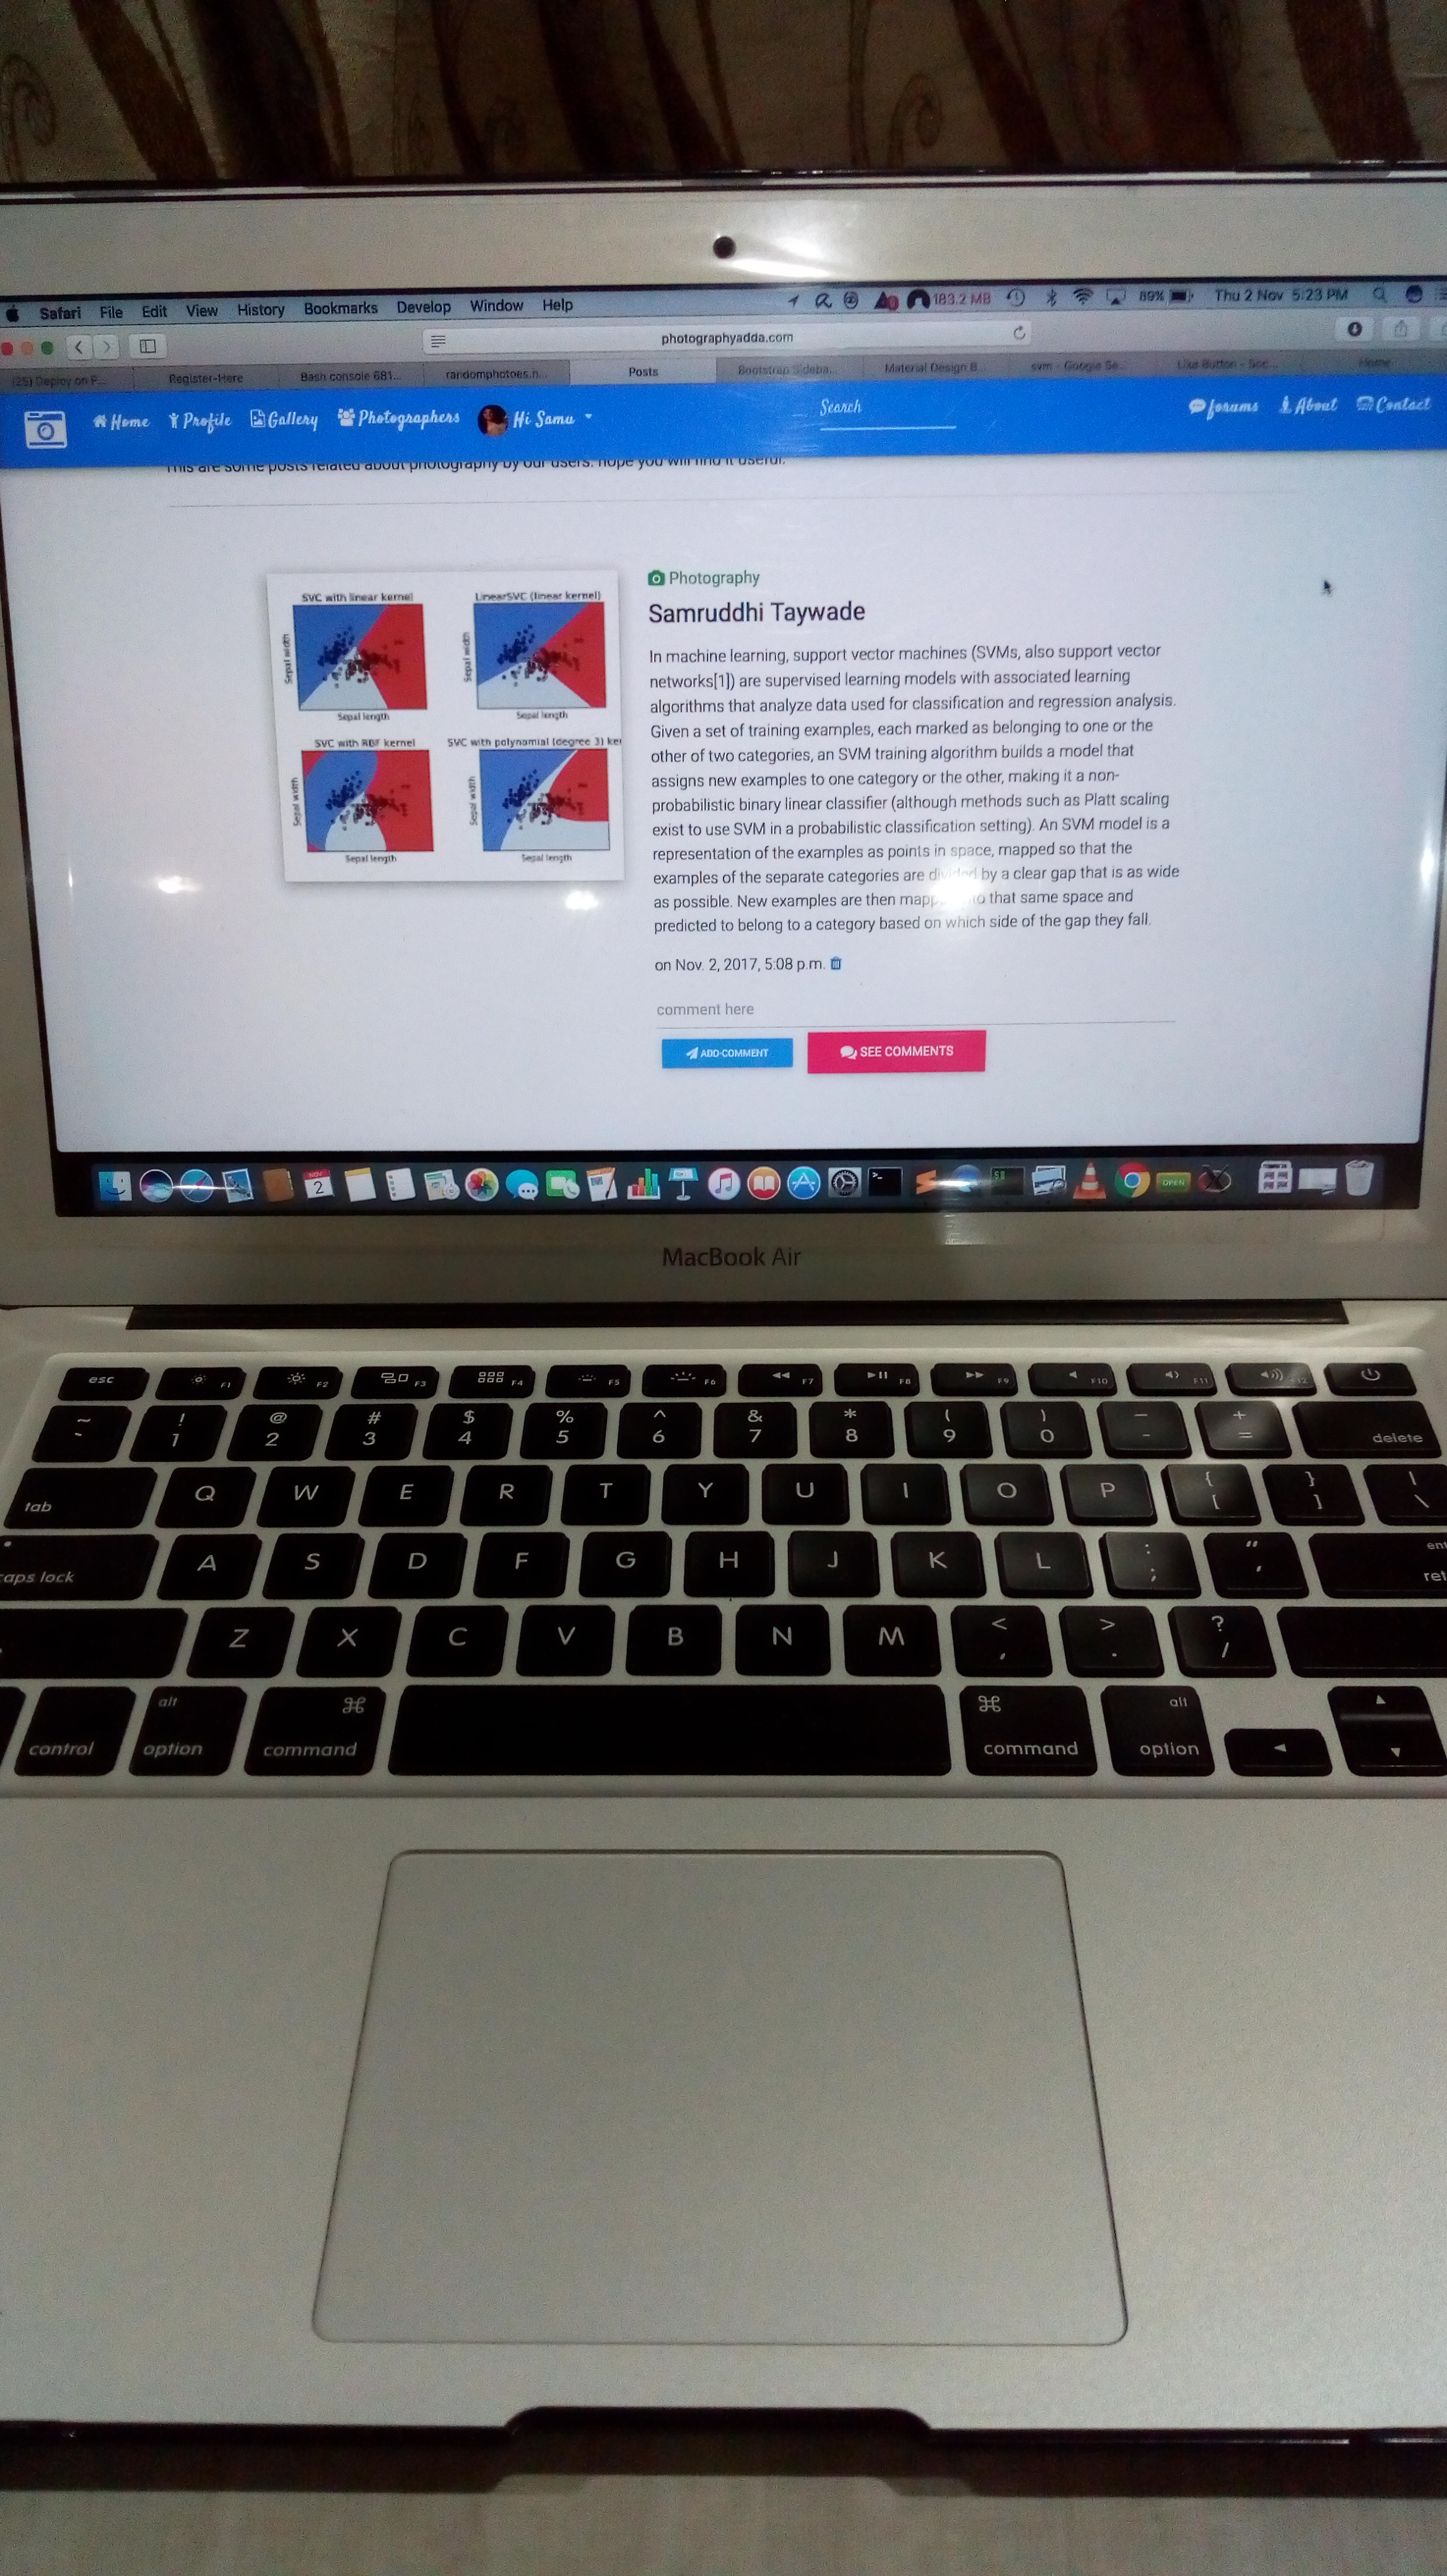 Safari File Edit View History Bookmarks Develop Window Help 183.2 MB 89% Thu 2 Nov 5:23 PM
photographyadda.com
(25) Deploy on P... Register-Here Bash console 681... randomphotoes.n... Posts Bootstrap Sideba... Material Design B... svm - Google Se... Like Button - Soc... Home
Home Profile Gallery Photographers Hi Samu Search forums About Contact
This are some posts related about photography by our users. hope you will find it useful.
SVC with linear kernel
LinearSVC (linear kernel)
Sepal width
Sepal width
Sepal length
Sepal length
SVC with RBF kernel
SVC with polynomial (degree 3) ker
Sepal width
Sepal width
Sepal length
Sepal length
Photography
Samruddhi Taywade
In machine learning, support vector machines (SVMs, also support vector
networks[1]) are supervised learning models with associated learning
algorithms that analyze data used for classification and regression analysis.
Given a set of training examples, each marked as belonging to one or the
other of two categories, an SVM training algorithm builds a model that
assigns new examples to one category or the other, making it a non-
probabilistic binary linear classifier (although methods such as Platt scaling
exist to use SVM in a probabilistic classification setting). An SVM model is a
representation of the examples as points in space, mapped so that the
examples of the separate categories are divided by a clear gap that is as wide
as possible. New examples are then that same space and
predicted to belong to a category based on which side of the gap they fall.
on Nov. 2, 2017, 5:08 p.m.
comment here
ADD COMMENT SEE COMMENTS
NOV
2
OPEN
MacBook Air
esc F1 F2 F3 F4 F5 F6 F7 F8 F9 F10 F11 F12
~ ! @ # $ % ^ & * ( ) — +
` 1 2 3 4 5 6 7 8 9 0 - = delete
tab Q W E R T Y U I O P { [ } ] | \
caps lock A S D F G H J K L : ; " ' ent
ret
Z X C V B N M < , > . ? /
alt ⌘ ⌘ alt
control option command command option